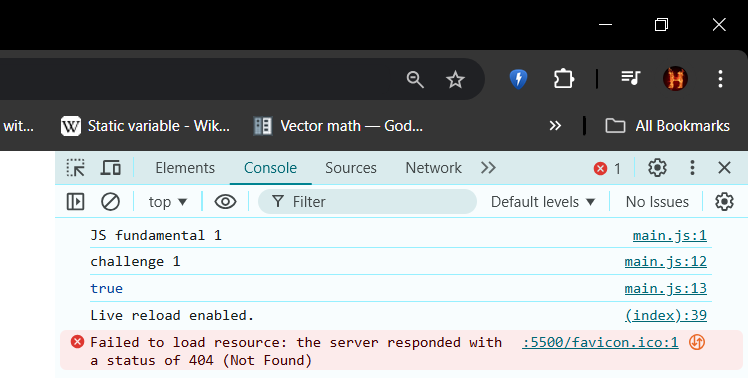 wit...
Static variable - Wik...
Vector math — God...
All Bookmarks
Elements
Console
Sources
Network
1
top
Filter
Default levels
No Issues
JS fundamental 1 main.js:1
challenge 1 main.js:12
true main.js:13
Live reload enabled. (index):39
Failed to load resource: the server responded with :5500/favicon.ico:1
a status of 404 (Not Found)